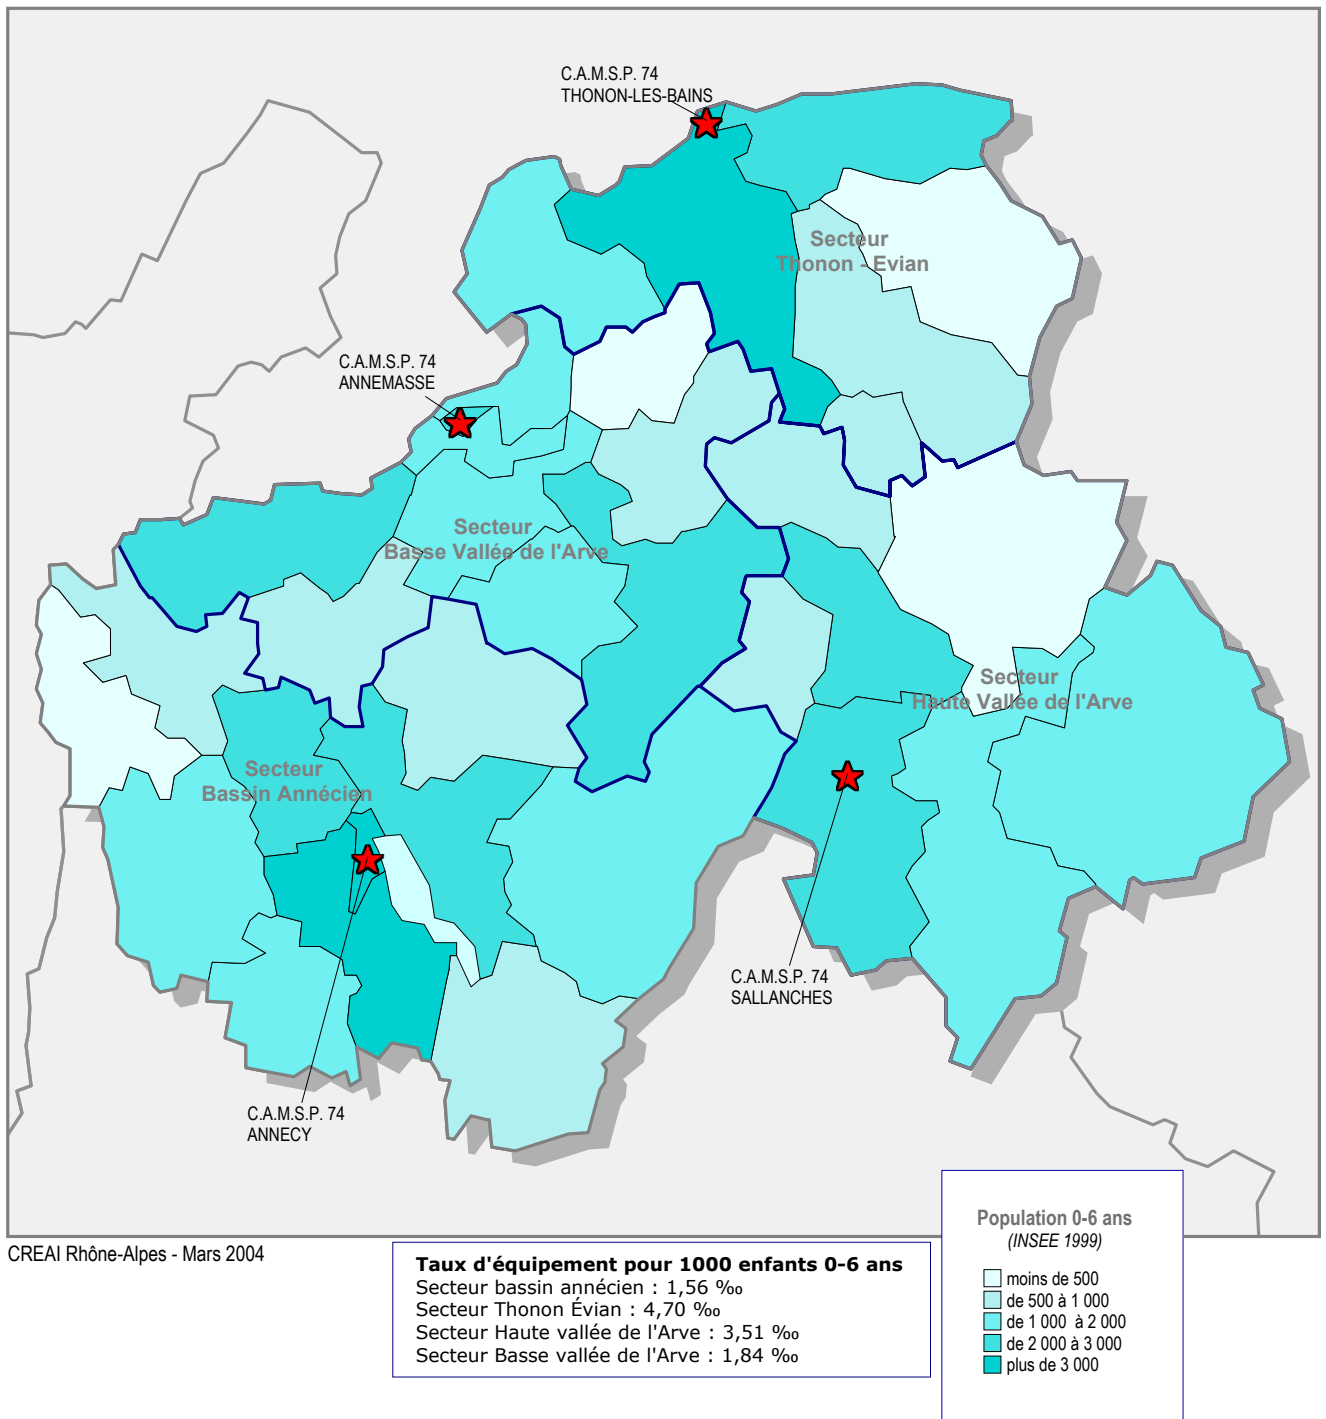 C.A.M.S.P. 74
THONON-LES-BAINS
Secteur
Thonon - Evian
C.A.M.S.P. 74
ANNEMASSE
Secteur
Basse Vallée de l'Arve
Secteur
Haute Vallée de l'Arve
Secteur
Bassin Annécien
C.A.M.S.P. 74
SALLANCHES
C.A.M.S.P. 74
ANNECY
CREAI Rhône-Alpes - Mars 2004
Taux d'équipement pour 1000 enfants 0-6 ans
Secteur bassin annécien : 1,56 ‰
Secteur Thonon Évian : 4,70 ‰
Secteur Haute vallée de l'Arve : 3,51 ‰
Secteur Basse vallée de l'Arve : 1,84 ‰
Population 0-6 ans
(INSEE 1999)
moins de 500
de 500 à 1 000
de 1 000 à 2 000
de 2 000 à 3 000
plus de 3 000